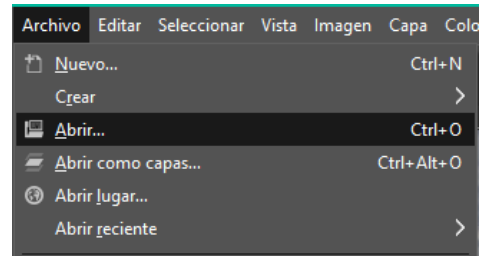 Archivo Editar Seleccionar Vista Imagen Capa Colo
Nuevo... Ctrl+N
Crear
Abrir... Ctrl+O
Abrir como capas... Ctrl+Alt+O
Abrir lugar...
Abrir reciente